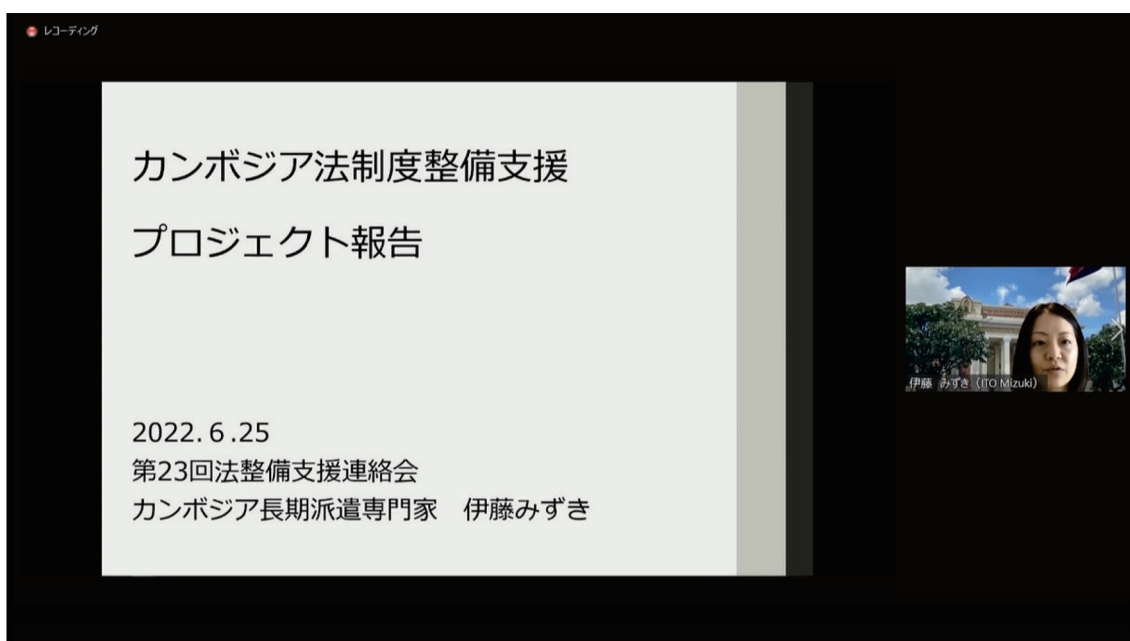 レコーディング
カンボジア法制度整備支援
プロジェクト報告
2022.６.25
第23回法整備支援連絡会
カンボジア長期派遣専門家　伊藤みずき
伊藤　みずき（ITO Mizuki）